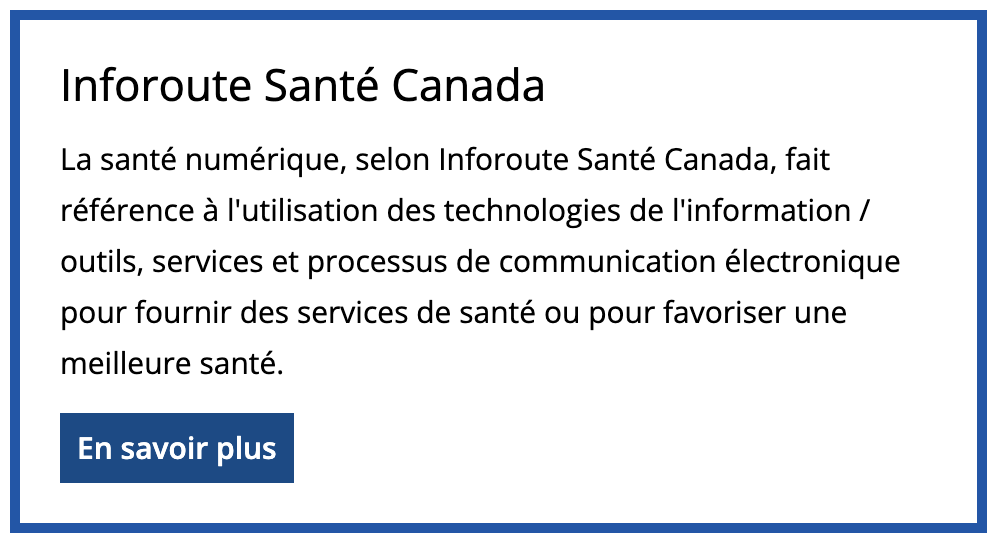 Inforoute Santé Canada
La santé numérique, selon Inforoute Santé Canada, fait
référence à l'utilisation des technologies de l'information /
outils, services et processus de communication électronique
pour fournir des services de santé ou pour favoriser une
meilleure santé.
En savoir plus